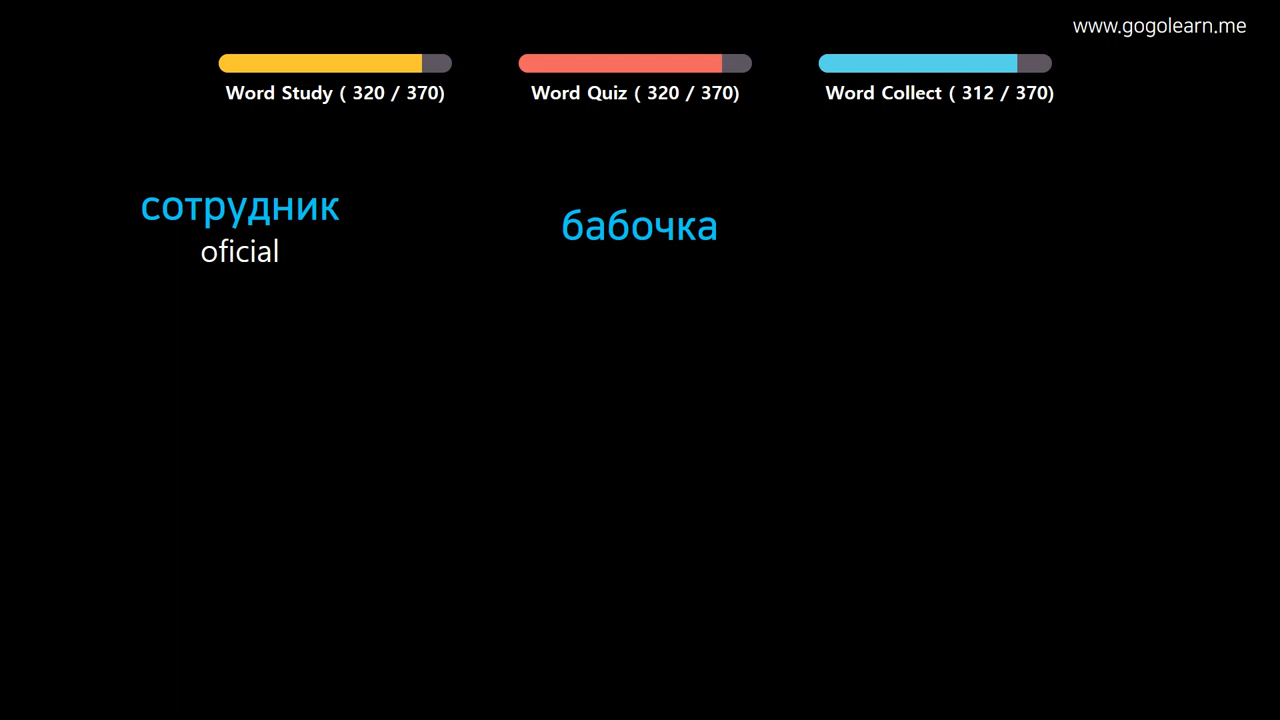 www.gogolearn.me
Word Study ( 320 / 370)
Word Quiz ( 320 / 370)
Word Collect ( 312 / 370)
сотрудник
oficial
бабочка